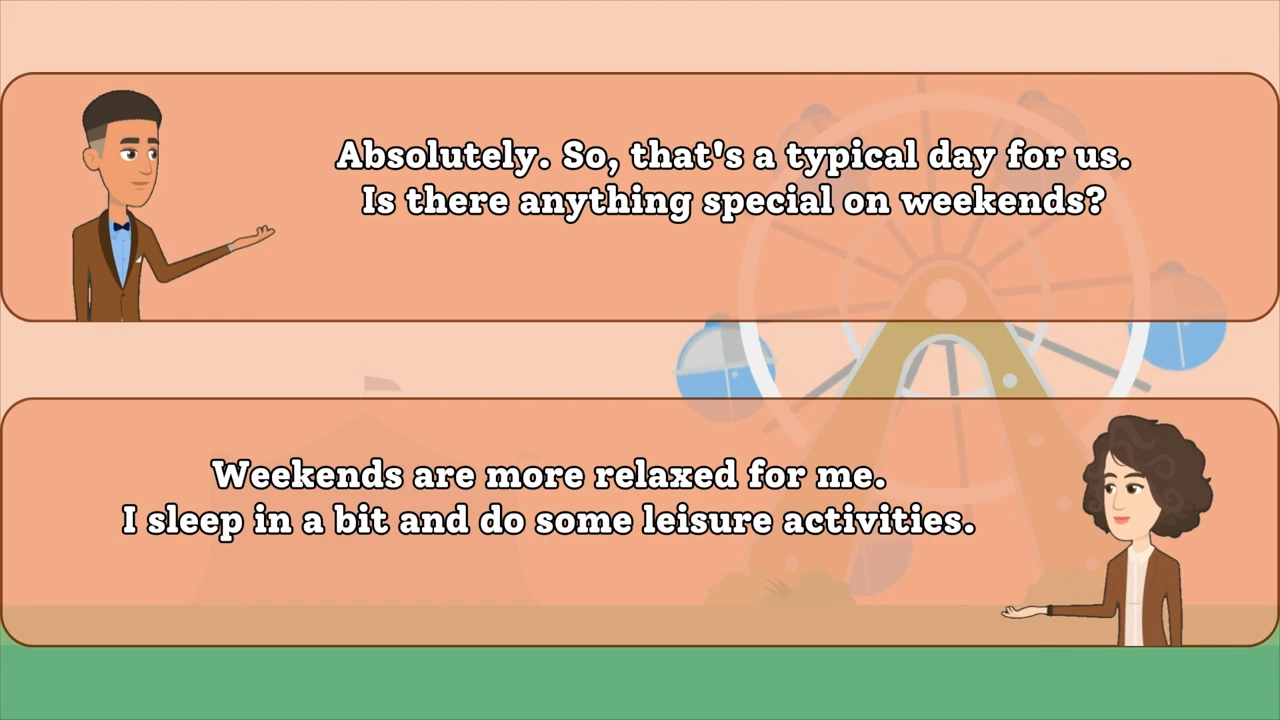 Absolutely. So, that's a typical day for us.
Is there anything special on weekends?
Weekends are more relaxed for me.
I sleep in a bit and do some leisure activities.